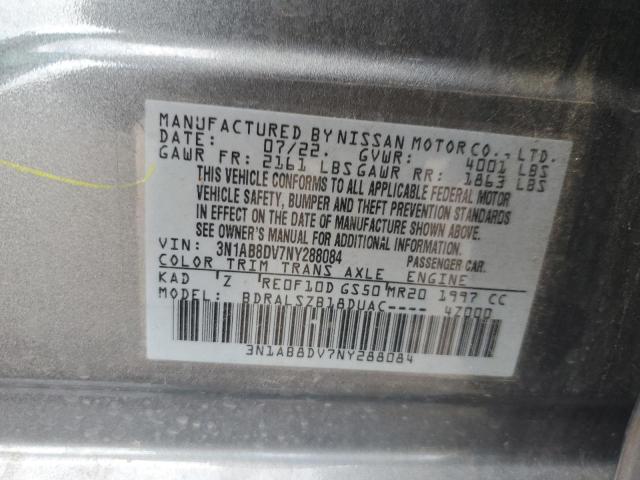 MANUFACTURED BY NISSAN MOTOR CO., LTD.
DATE: 07/22 GVWR: 4001 LBS
GAWR FR: 2161 LBS GAWR RR: 1863 LBS
THIS VEHICLE CONFORMS TO ALL APPLICABLE FEDERAL MOTOR
VEHICLE SAFETY, BUMPER AND THEFT PREVENTION STANDARDS
IN EFFECT ON THE DATE OF MANUFACTURE SHOWN ABOVE.
SEE OWNER'S MANUAL FOR ADDITIONAL INFORMATION.
VIN: 3N1AB8DV7NY288084 PASSENGER CAR.
COLOR TRIM TRANS AXLE ENGINE
KAD Z RE0F10D GS50 MR20 1997 CC
MODEL: BDRALSZB18DUAC---- 4Z000
3N1AB8DV7NY288084